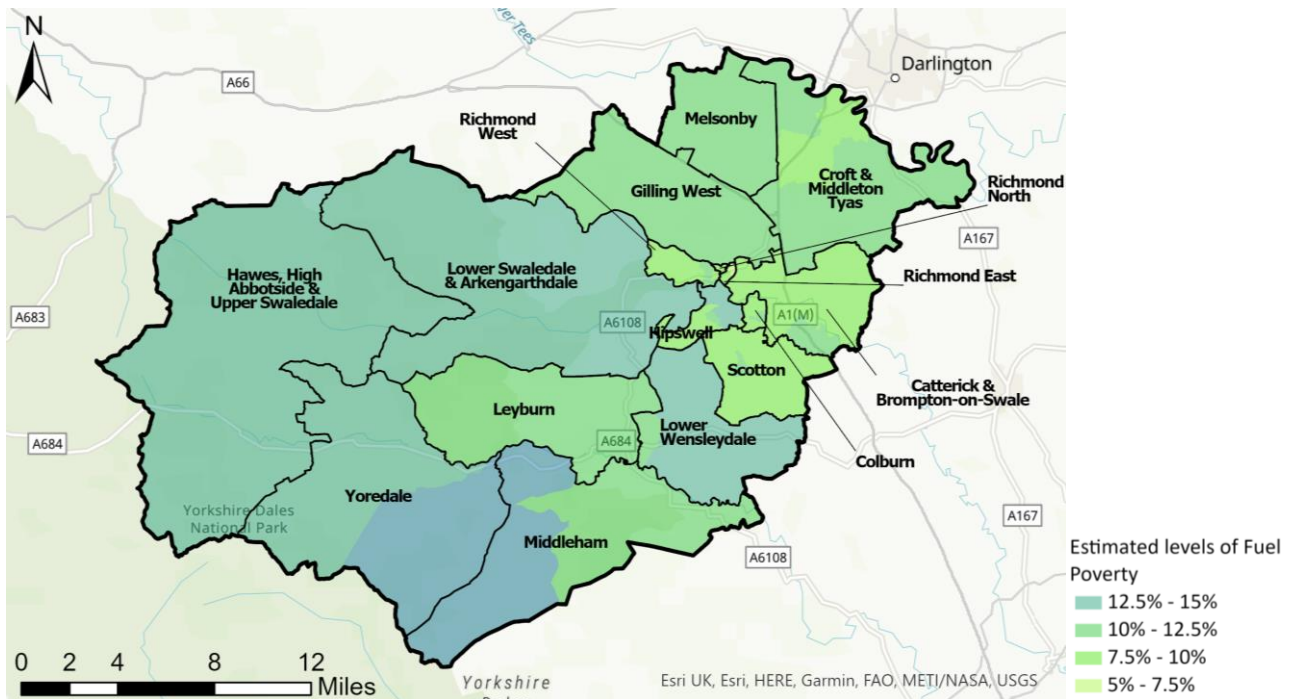 N
ver Tees
A66
Darlington
Richmond
West
Melsonby
Gilling West
Croft &
Middleton
Tyas
Richmond
North
A167
Hawes, High
Abbotside &
Upper Swaledale
Lower Swaledale
& Arkengarthdale
Richmond East
A683
A6108
A1(M)
Hipswell
Scotton
Catterick &
Brompton-on-Swale
Leyburn
Lower
Wensleydale
A684
A684
Colburn
Yoredale
Yorkshire Dales
National Park
A167
Middleham
A6108
Estimated levels of Fuel
Poverty
12.5% - 15%
10% - 12.5%
7.5% - 10%
5% - 7.5%
0 2 4 8 12
Miles
Yorkshire
Esri UK, Esri, HERE, Garmin, FAO, METI/NASA, USGS